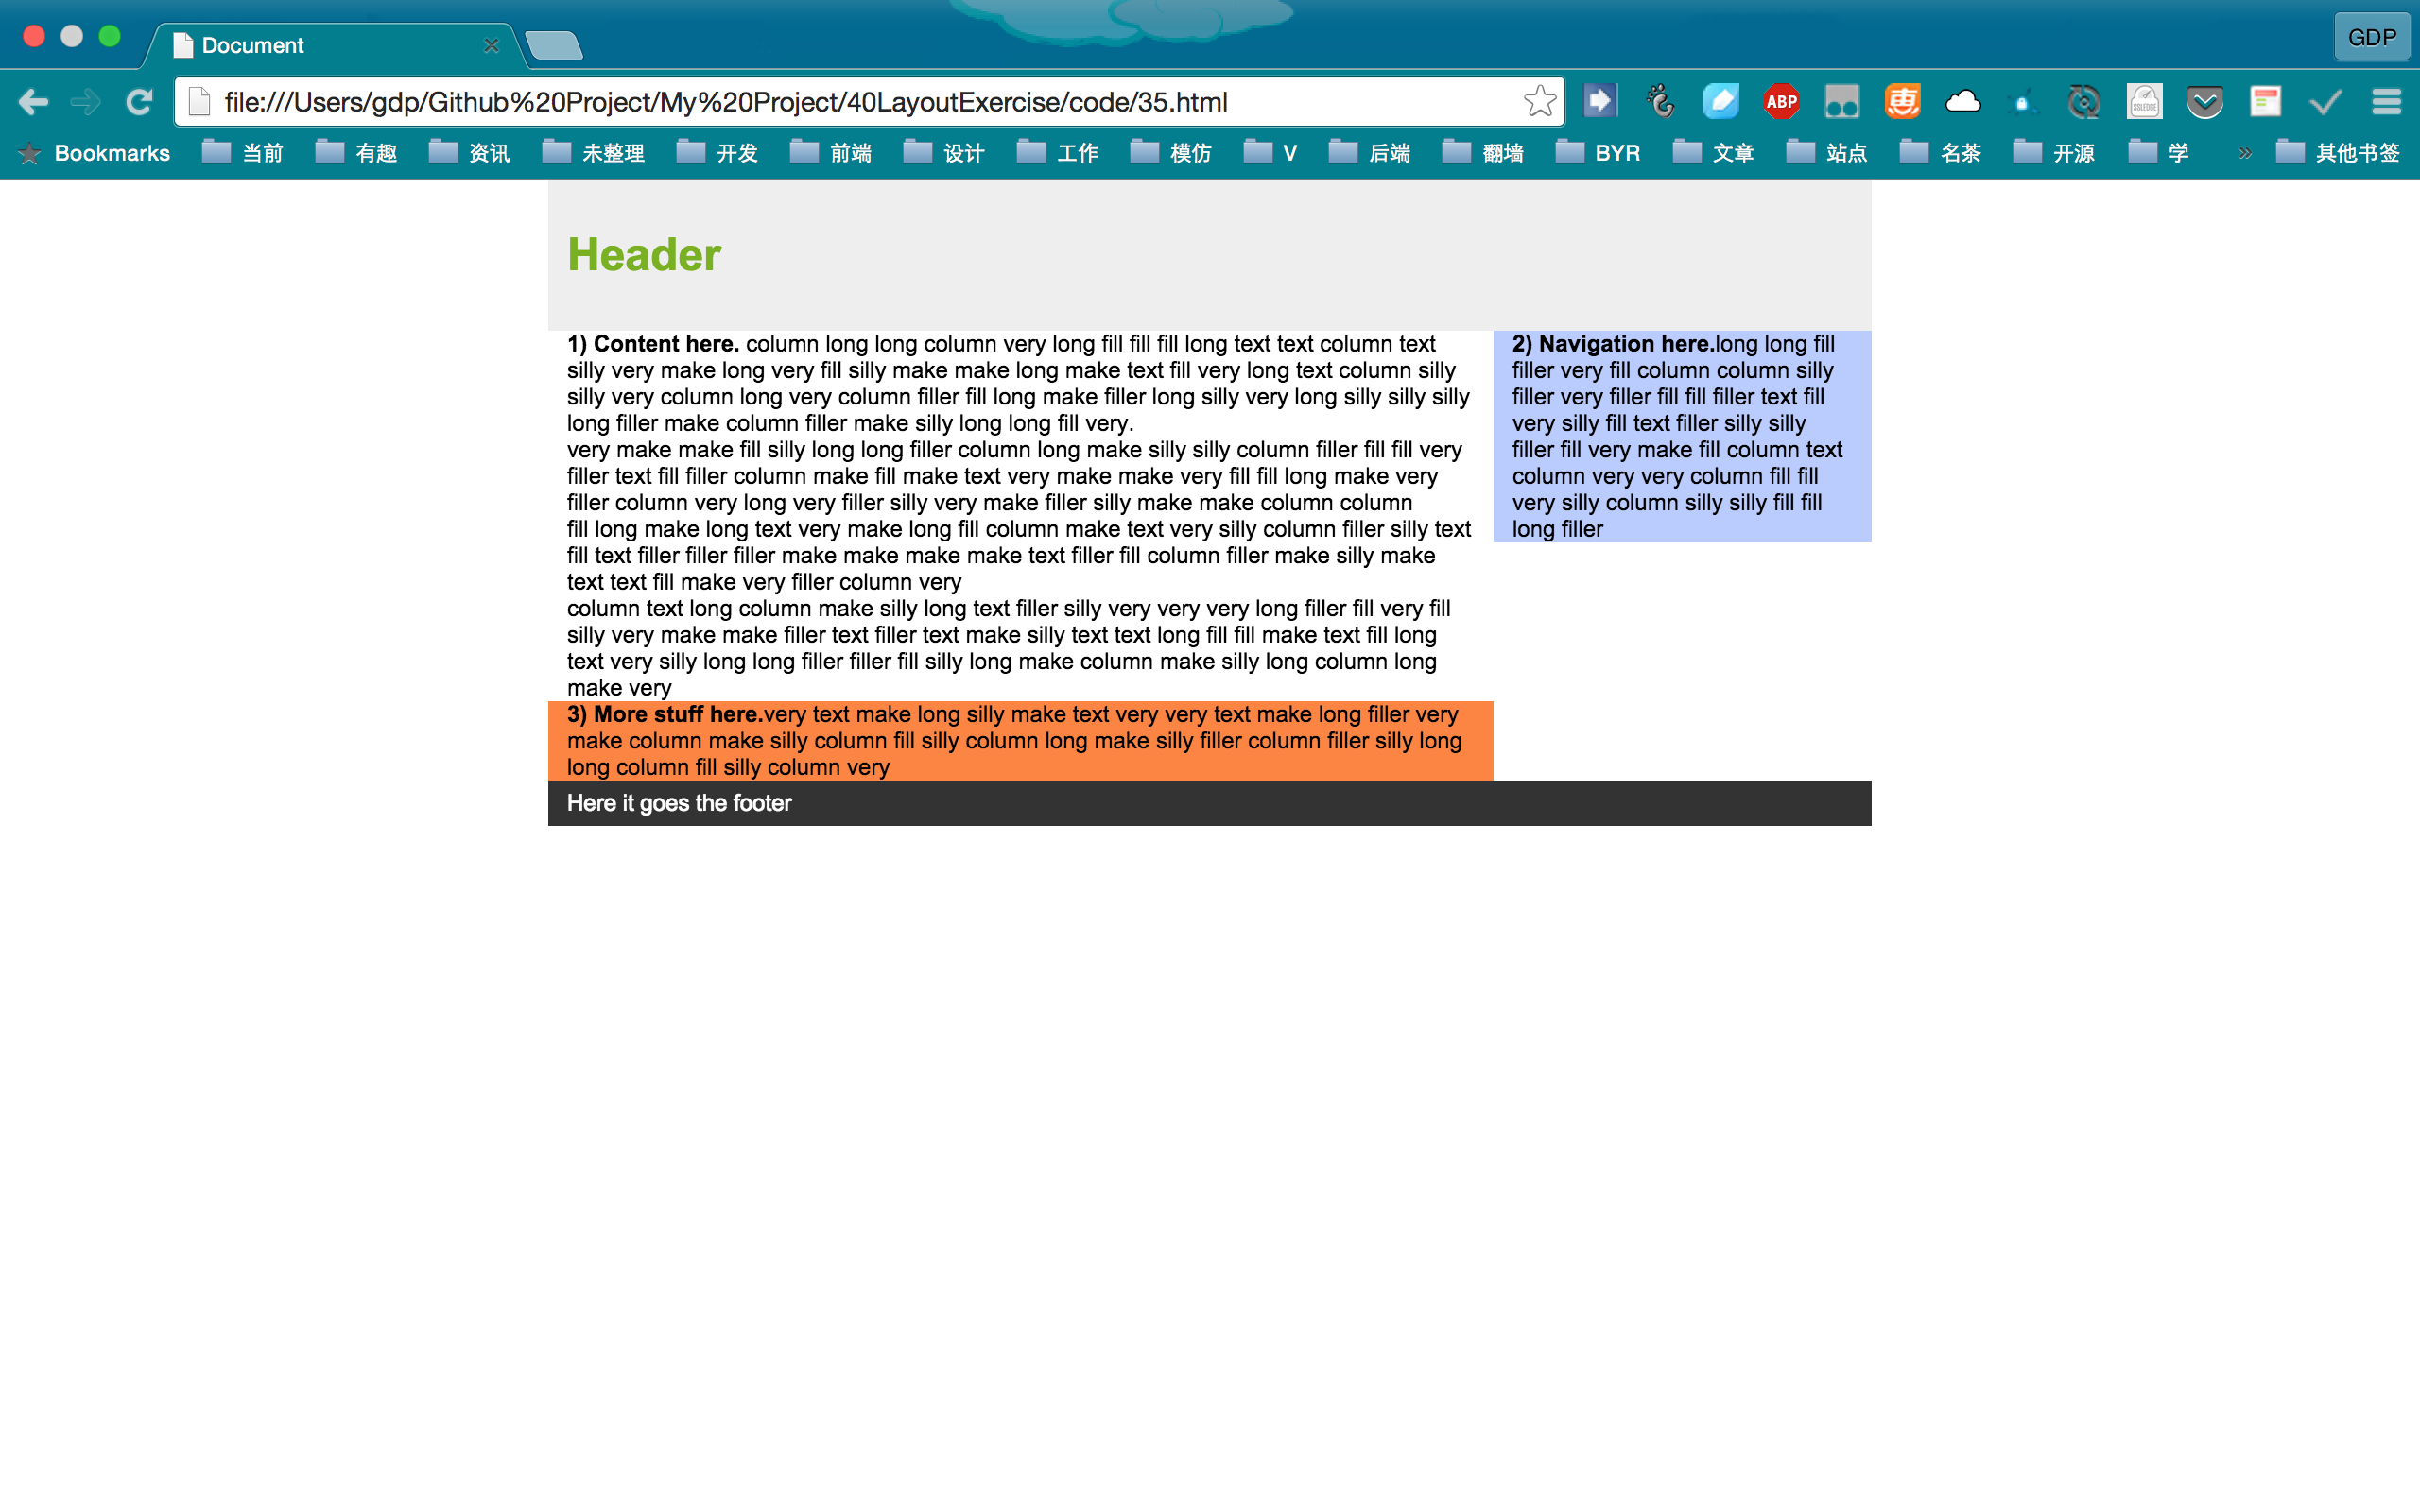 Document
GDP
file:///Users/gdp/Github%20Project/My%20Project/40LayoutExercise/code/35.html
ABP
惠
SSLEDGE
Bookmarks 当前 有趣 资讯 未整理 开发 前端 设计 工作 模仿 V 后端 翻墙 BYR 文章 站点 名茶 开源 学 » 其他书签
Header
1) Content here. column long long column very long fill fill fill long text text column text
silly very make long very fill silly make make long make text fill very long text column silly
silly very column long very column filler fill long make filler long silly very long silly silly silly
long filler make column filler make silly long long fill very.
very make make fill silly long long filler column long make silly silly column filler fill fill very
filler text fill filler column make fill make text very make make very fill fill long make very
filler column very long very filler silly very make filler silly make make column column
fill long make long text very make long fill column make text very silly column filler silly text
fill text filler filler filler make make make make text filler fill column filler make silly make
text text fill make very filler column very
column text long column make silly long text filler silly very very very long filler fill very fill
silly very make make filler text filler text make silly text text long fill fill make text fill long
text very silly long long filler filler fill silly long make column make silly long column long
make very
2) Navigation here.long long fill
filler very fill column column silly
filler very filler fill fill filler text fill
very silly fill text filler silly silly
filler fill very make fill column text
column very very column fill fill
very silly column silly silly fill fill
long filler
3) More stuff here.very text make long silly make text very very text make long filler very
make column make silly column fill silly column long make silly filler column filler silly long
long column fill silly column very
Here it goes the footer